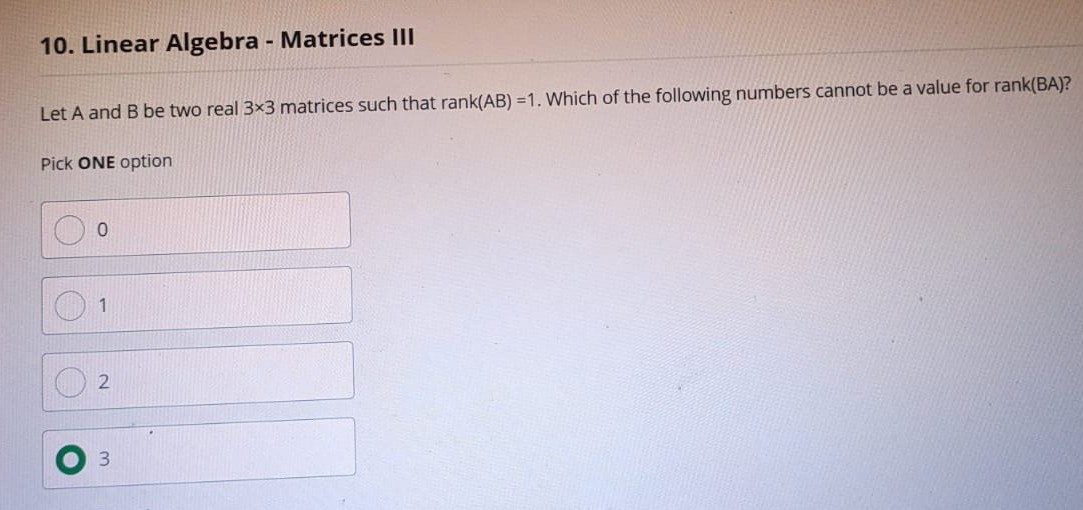 10. Linear Algebra - Matrices III
Let A and B be two real 3×3 matrices such that rank(AB) =1. Which of the following numbers cannot be a value for rank(BA)?
Pick ONE option
0
1
2
3